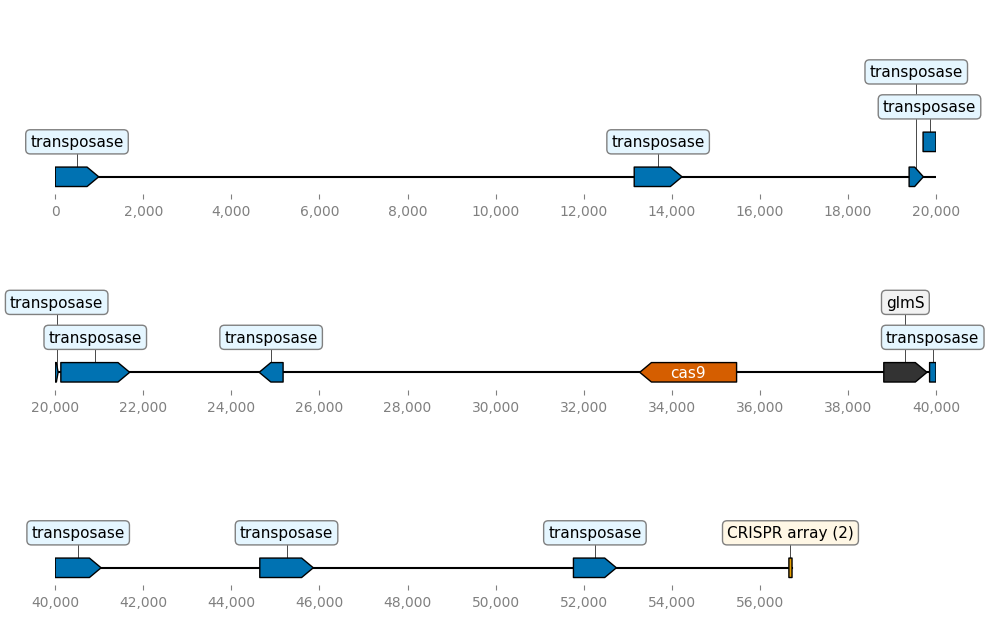 transposase
transposase
transposase transposase
0 2,000 4,000 6,000 8,000 10,000 12,000 14,000 16,000 18,000 20,000
transposase glmS
transposase transposase transposase
cas9
20,000 22,000 24,000 26,000 28,000 30,000 32,000 34,000 36,000 38,000 40,000
transposase transposase transposase CRISPR array (2)
40,000 42,000 44,000 46,000 48,000 50,000 52,000 54,000 56,000